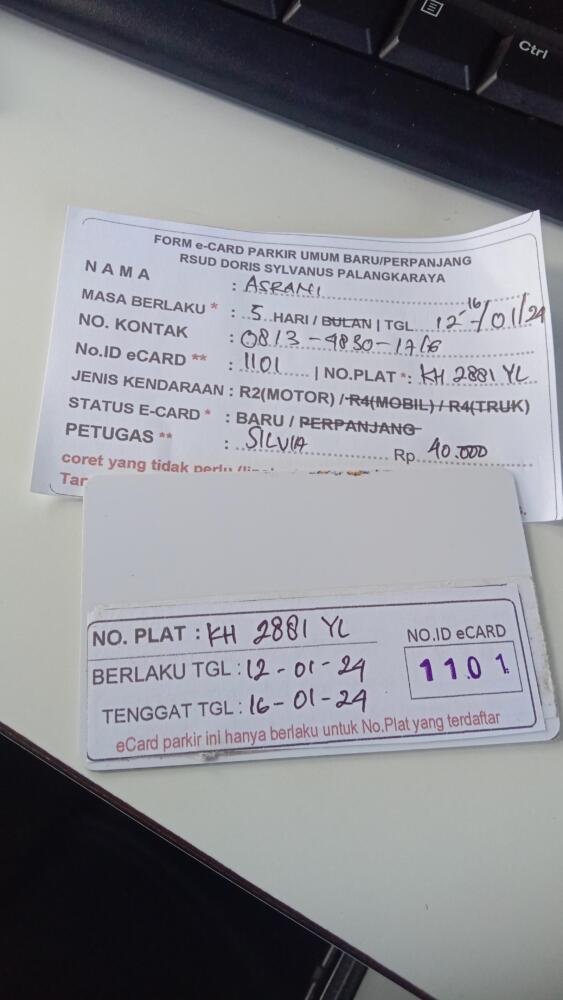 Ctrl
FORM e-CARD PARKIR UMUM BARU/PERPANJANG
RSUD DORIS SYLVANUS PALANGKARAYA
NAMA : ASRANI
MASA BERLAKU * : 5 HARI / BULAN | TGL 12-16/01/24
NO. KONTAK : 0813-4830-1716
No.ID eCARD ** : 1101 | NO.PLAT *: KH 2881 YL
JENIS KENDARAAN : R2(MOTOR) / R4(MOBIL) / R4(TRUK)
STATUS E-CARD * : BARU / PERPANJANG
PETUGAS ** : SILVIA Rp. 40.000
coret yang tidak perlu
NO. PLAT : KH 2881 YL
NO.ID eCARD
BERLAKU TGL : 12-01-24
1101
TENGGAT TGL : 16-01-24
eCard parkir ini hanya berlaku untuk No.Plat yang terdaftar